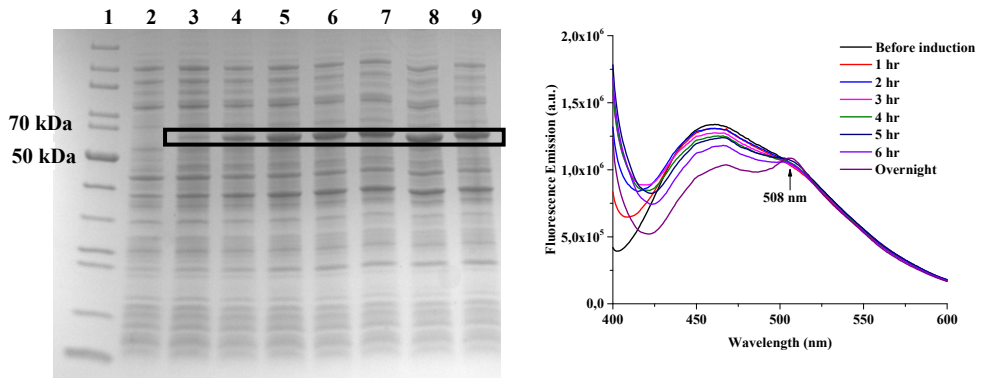 1 2 3 4 5 6 7 8 9
70 kDa
50 kDa
2,0x10⁶
1,5x10⁶
1,0x10⁶
5,0x10⁵
0,0
Fluorescence Emission (a.u.)
Before induction
1 hr
2 hr
3 hr
4 hr
5 hr
6 hr
Overnight
508 nm
400 450 500 550 600
Wavelength (nm)